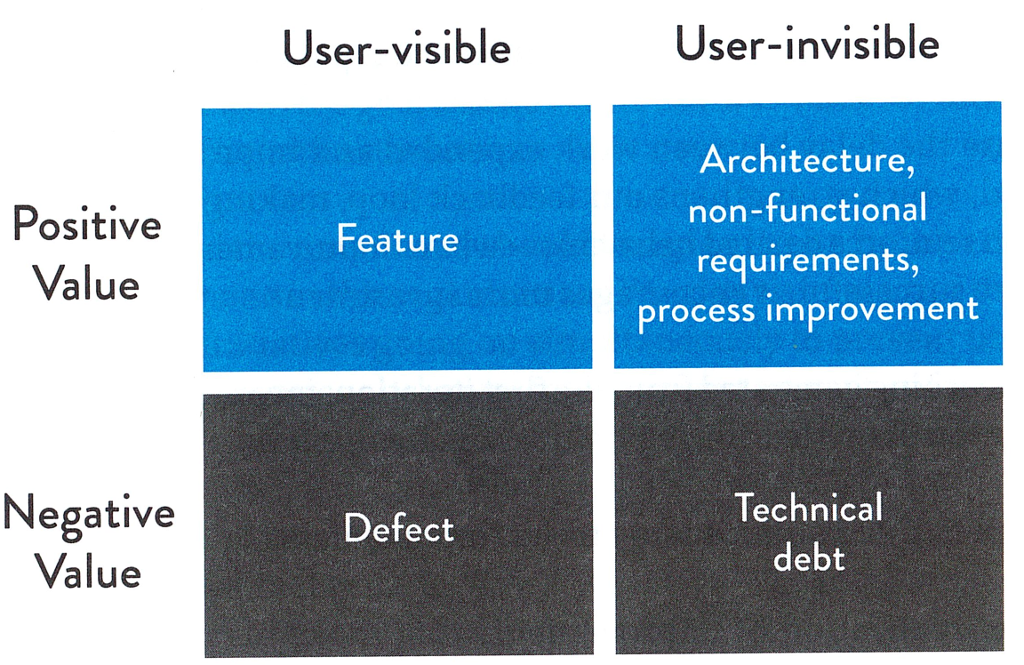 User-visible
User-invisible
Positive
Value
Feature
Architecture,
non-functional
requirements,
process improvement
Negative
Value
Defect
Technical
debt